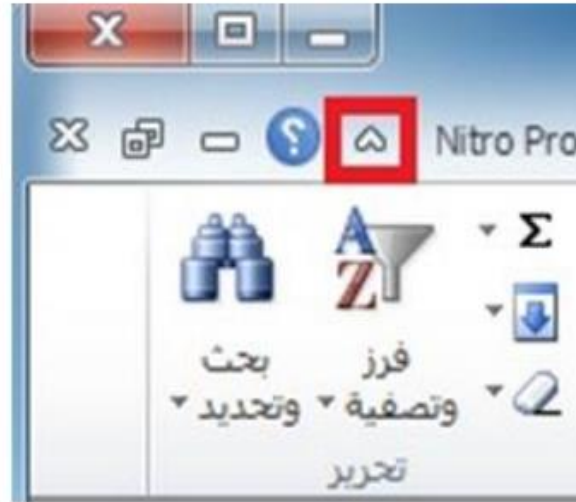 Nitro Pro
Σ
فرز
وتصفية
بحث
وتحديد
تحرير